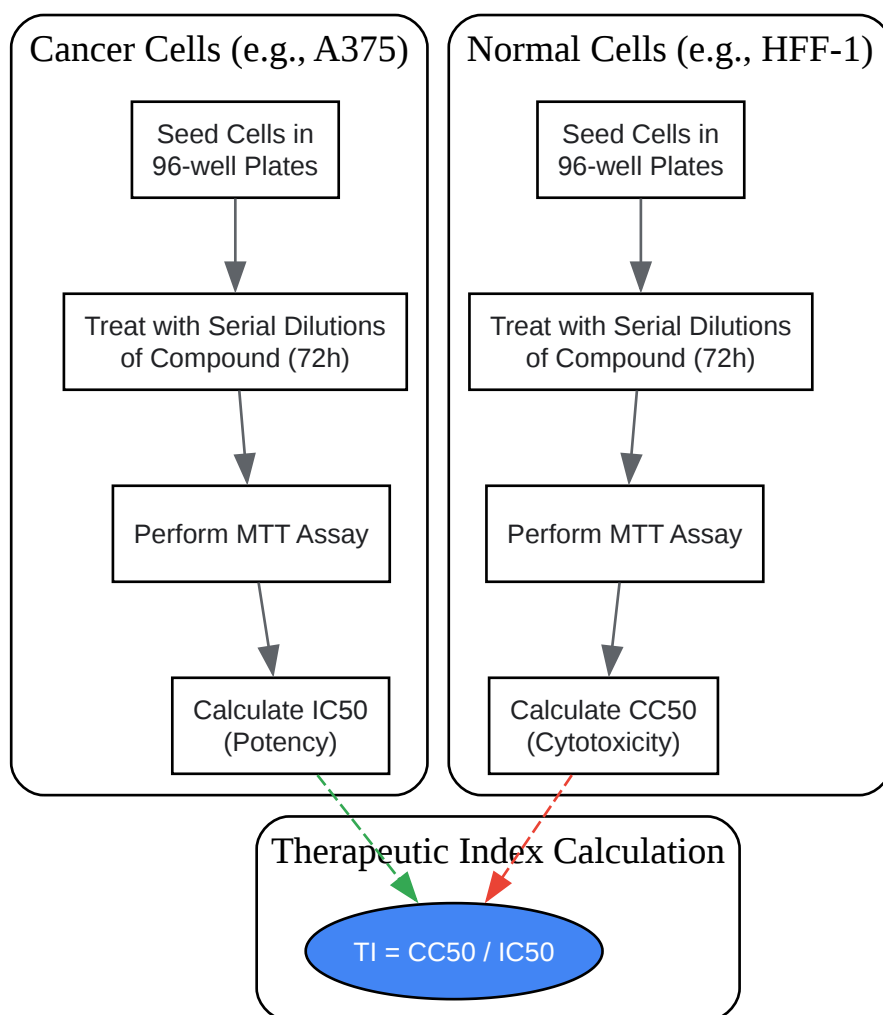 Cancer Cells (e.g., A375)
Seed Cells in
96-well Plates
Treat with Serial Dilutions
of Compound (72h)
Perform MTT Assay
Calculate IC50
(Potency)
Normal Cells (e.g., HFF-1)
Seed Cells in
96-well Plates
Treat with Serial Dilutions
of Compound (72h)
Perform MTT Assay
Calculate CC50
(Cytotoxicity)
Therapeutic Index Calculation
TI = CC50 / IC50